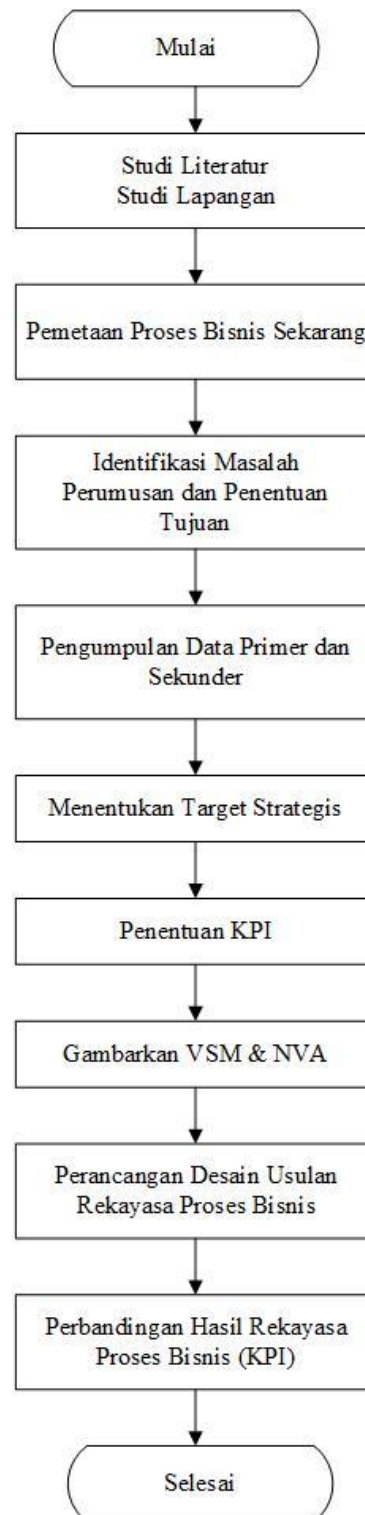 Mulai
Studi Literatur
Studi Lapangan
Pemetaan Proses Bisnis Sekarang
Identifikasi Masalah
Perumusan dan Penentuan
Tujuan
Pengumpulan Data Primer dan
Sekunder
Menentukan Target Strategis
Penentuan KPI
Gambarkan VSM & NVA
Perancangan Desain Usulan
Rekayasa Proses Bisnis
Perbandingan Hasil Rekayasa
Proses Bisnis (KPI)
Selesai